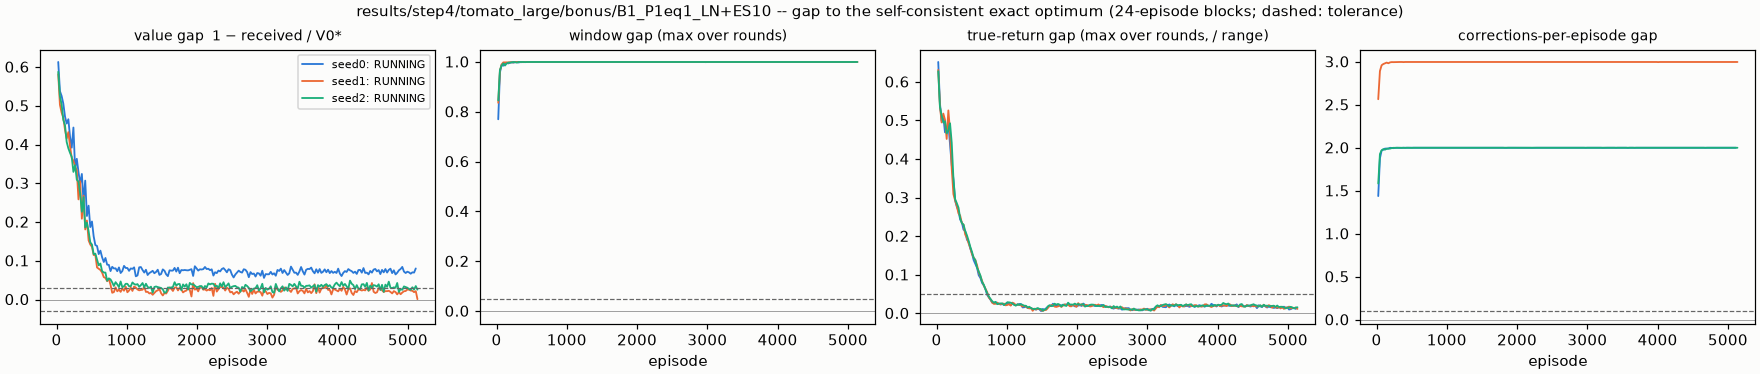 results/step4/tomato_large/bonus/B1_P1eq1_LN+ES10 -- gap to the self-consistent exact optimum (24-episode blocks; dashed: tolerance)
value gap 1 − received / V0*
0.6
0.5
0.4
0.3
0.2
0.1
0.0
seed0: RUNNING
seed1: RUNNING
seed2: RUNNING
0 1000 2000 3000 4000 5000
episode
window gap (max over rounds)
1.0
0.8
0.6
0.4
0.2
0.0
0 1000 2000 3000 4000 5000
episode
true-return gap (max over rounds, / range)
0.6
0.5
0.4
0.3
0.2
0.1
0.0
0 1000 2000 3000 4000 5000
episode
corrections-per-episode gap
3.0
2.5
2.0
1.5
1.0
0.5
0.0
0 1000 2000 3000 4000 5000
episode